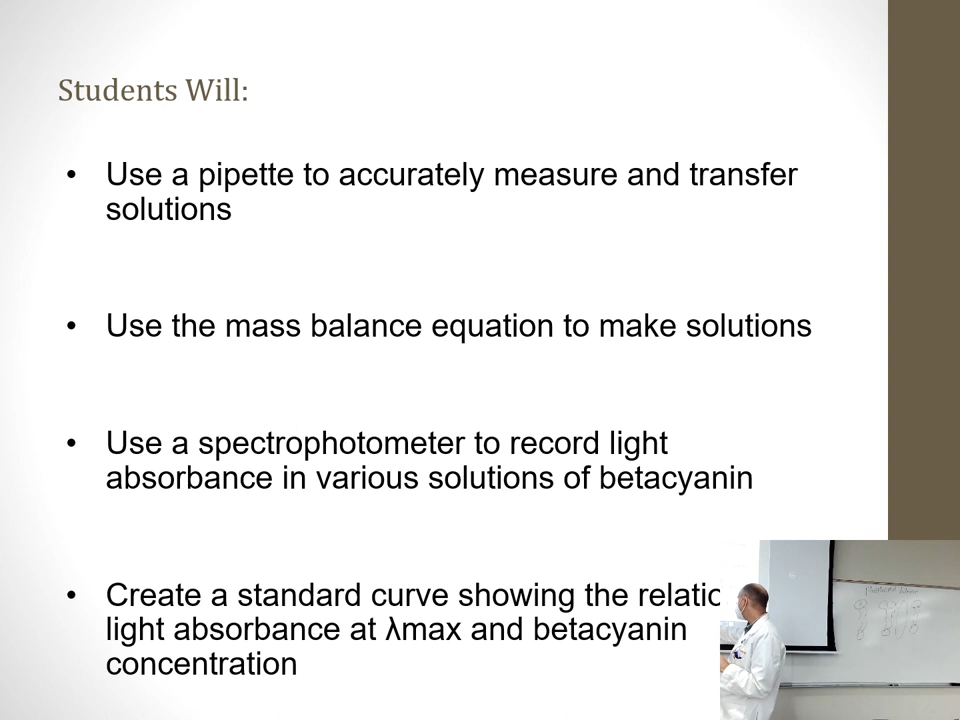 Students Will:
• Use a pipette to accurately measure and transfer
solutions
• Use the mass balance equation to make solutions
• Use a spectrophotometer to record light
absorbance in various solutions of betacyanin
• Create a standard curve showing the
light absorbance at λmax and betacyanin
concentration